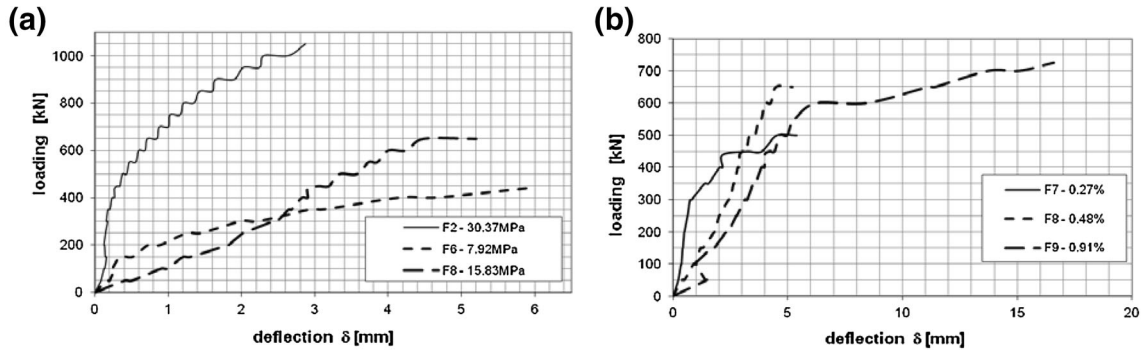 (a)
loading [kN]
1000
800
600
400
200
0
0 1 2 3 4 5 6
deflection δ [mm]
F2 - 30.37MPa
F6 - 7.92MPa
F8 - 15.83MPa
(b)
loading [kN]
800
700
600
500
400
300
200
100
0
0 5 10 15 20
deflection δ [mm]
F7 - 0.27%
F8 - 0.48%
F9 - 0.91%